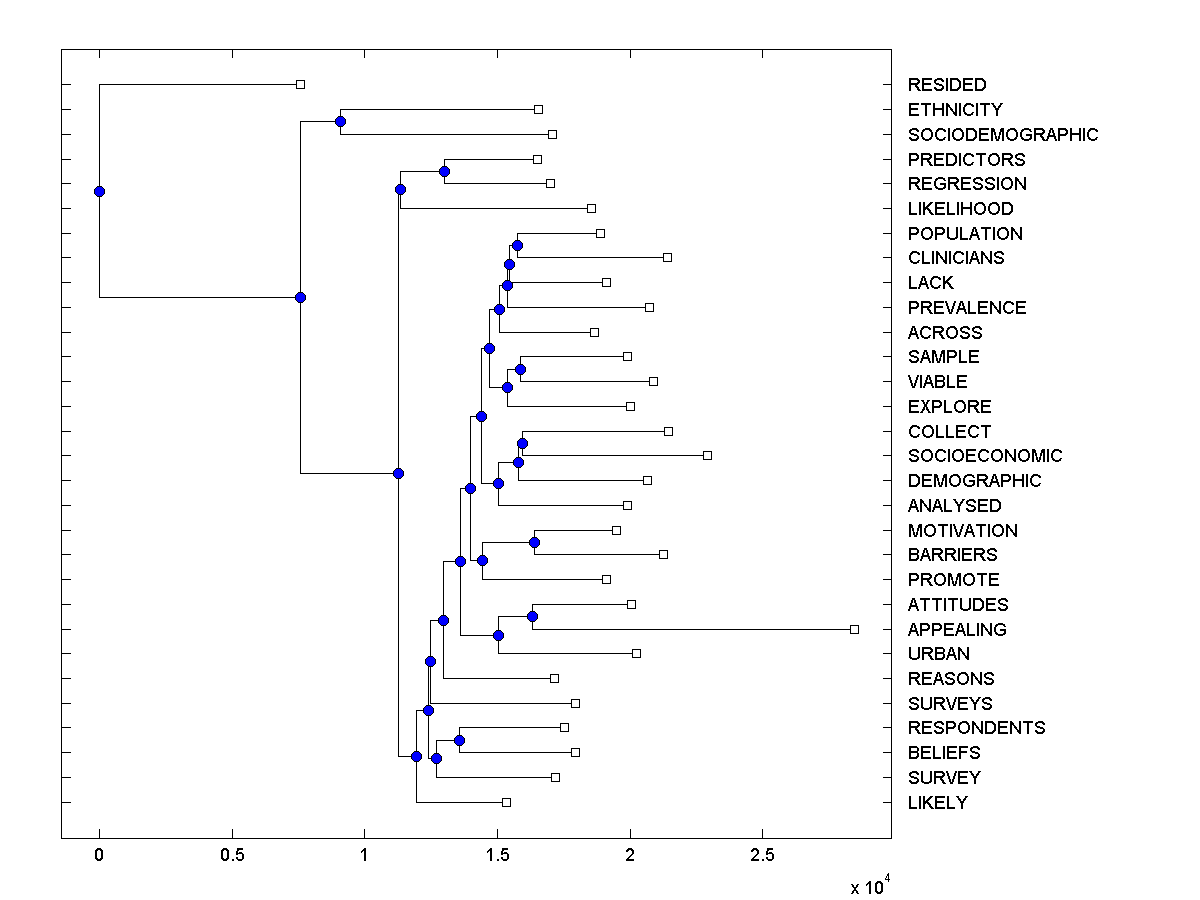 RESIDED
ETHNICITY
SOCIODEMOGRAPHIC
PREDICTORS
REGRESSION
LIKELIHOOD
POPULATION
CLINICIANS
LACK
PREVALENCE
ACROSS
SAMPLE
VIABLE
EXPLORE
COLLECT
SOCIOECONOMIC
DEMOGRAPHIC
ANALYSED
MOTIVATION
BARRIERS
PROMOTE
ATTITUDES
APPEALING
URBAN
REASONS
SURVEYS
RESPONDENTS
BELIEFS
SURVEY
LIKELY
0 0.5 1 1.5 2 2.5
x 10^4